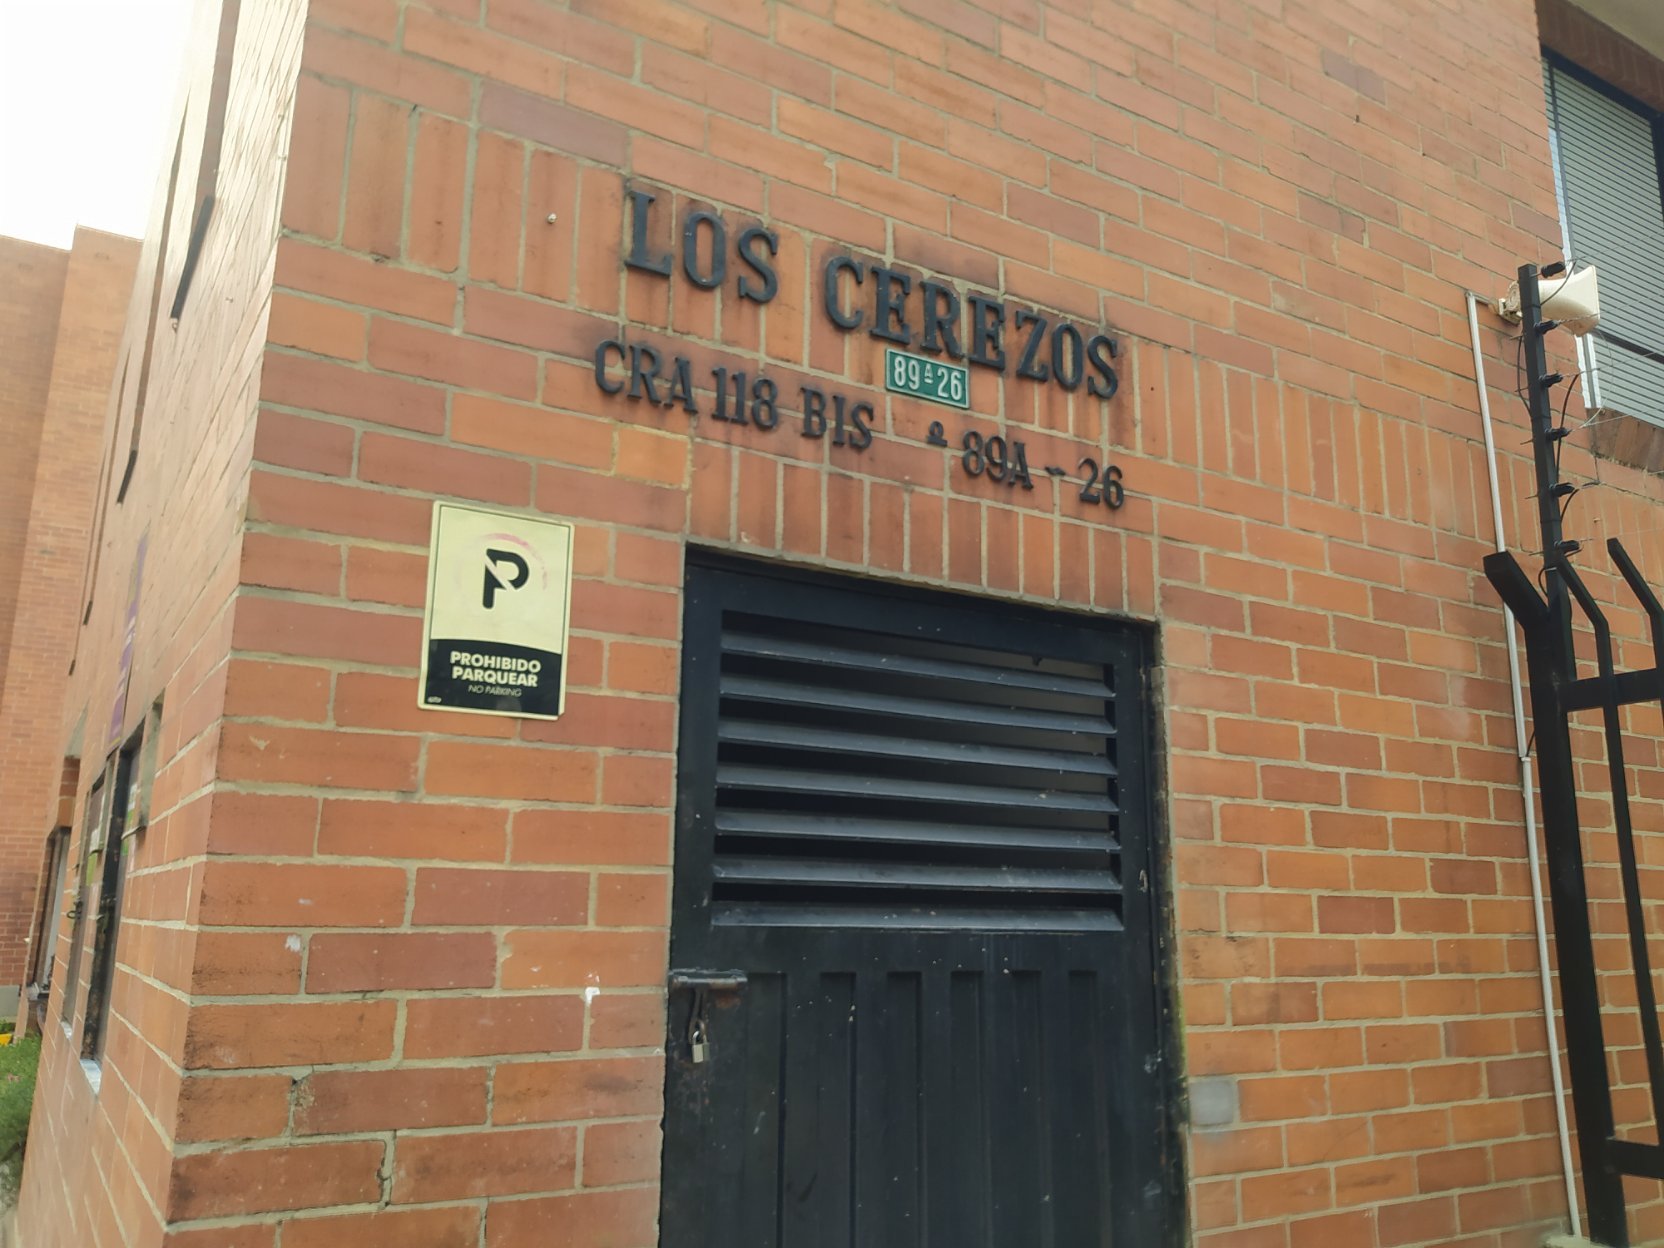 LOS CEREZOS
89A-26
CRA 118 BIS º 89A - 26
P
PROHIBIDO
PARQUEAR
NO PARKING